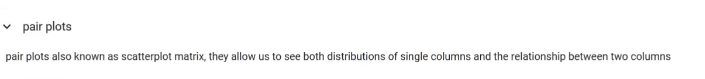 pair plots
pair plots also known as scatterplot matrix, they allow us to see both distributions of single columns and the relationship between two columns